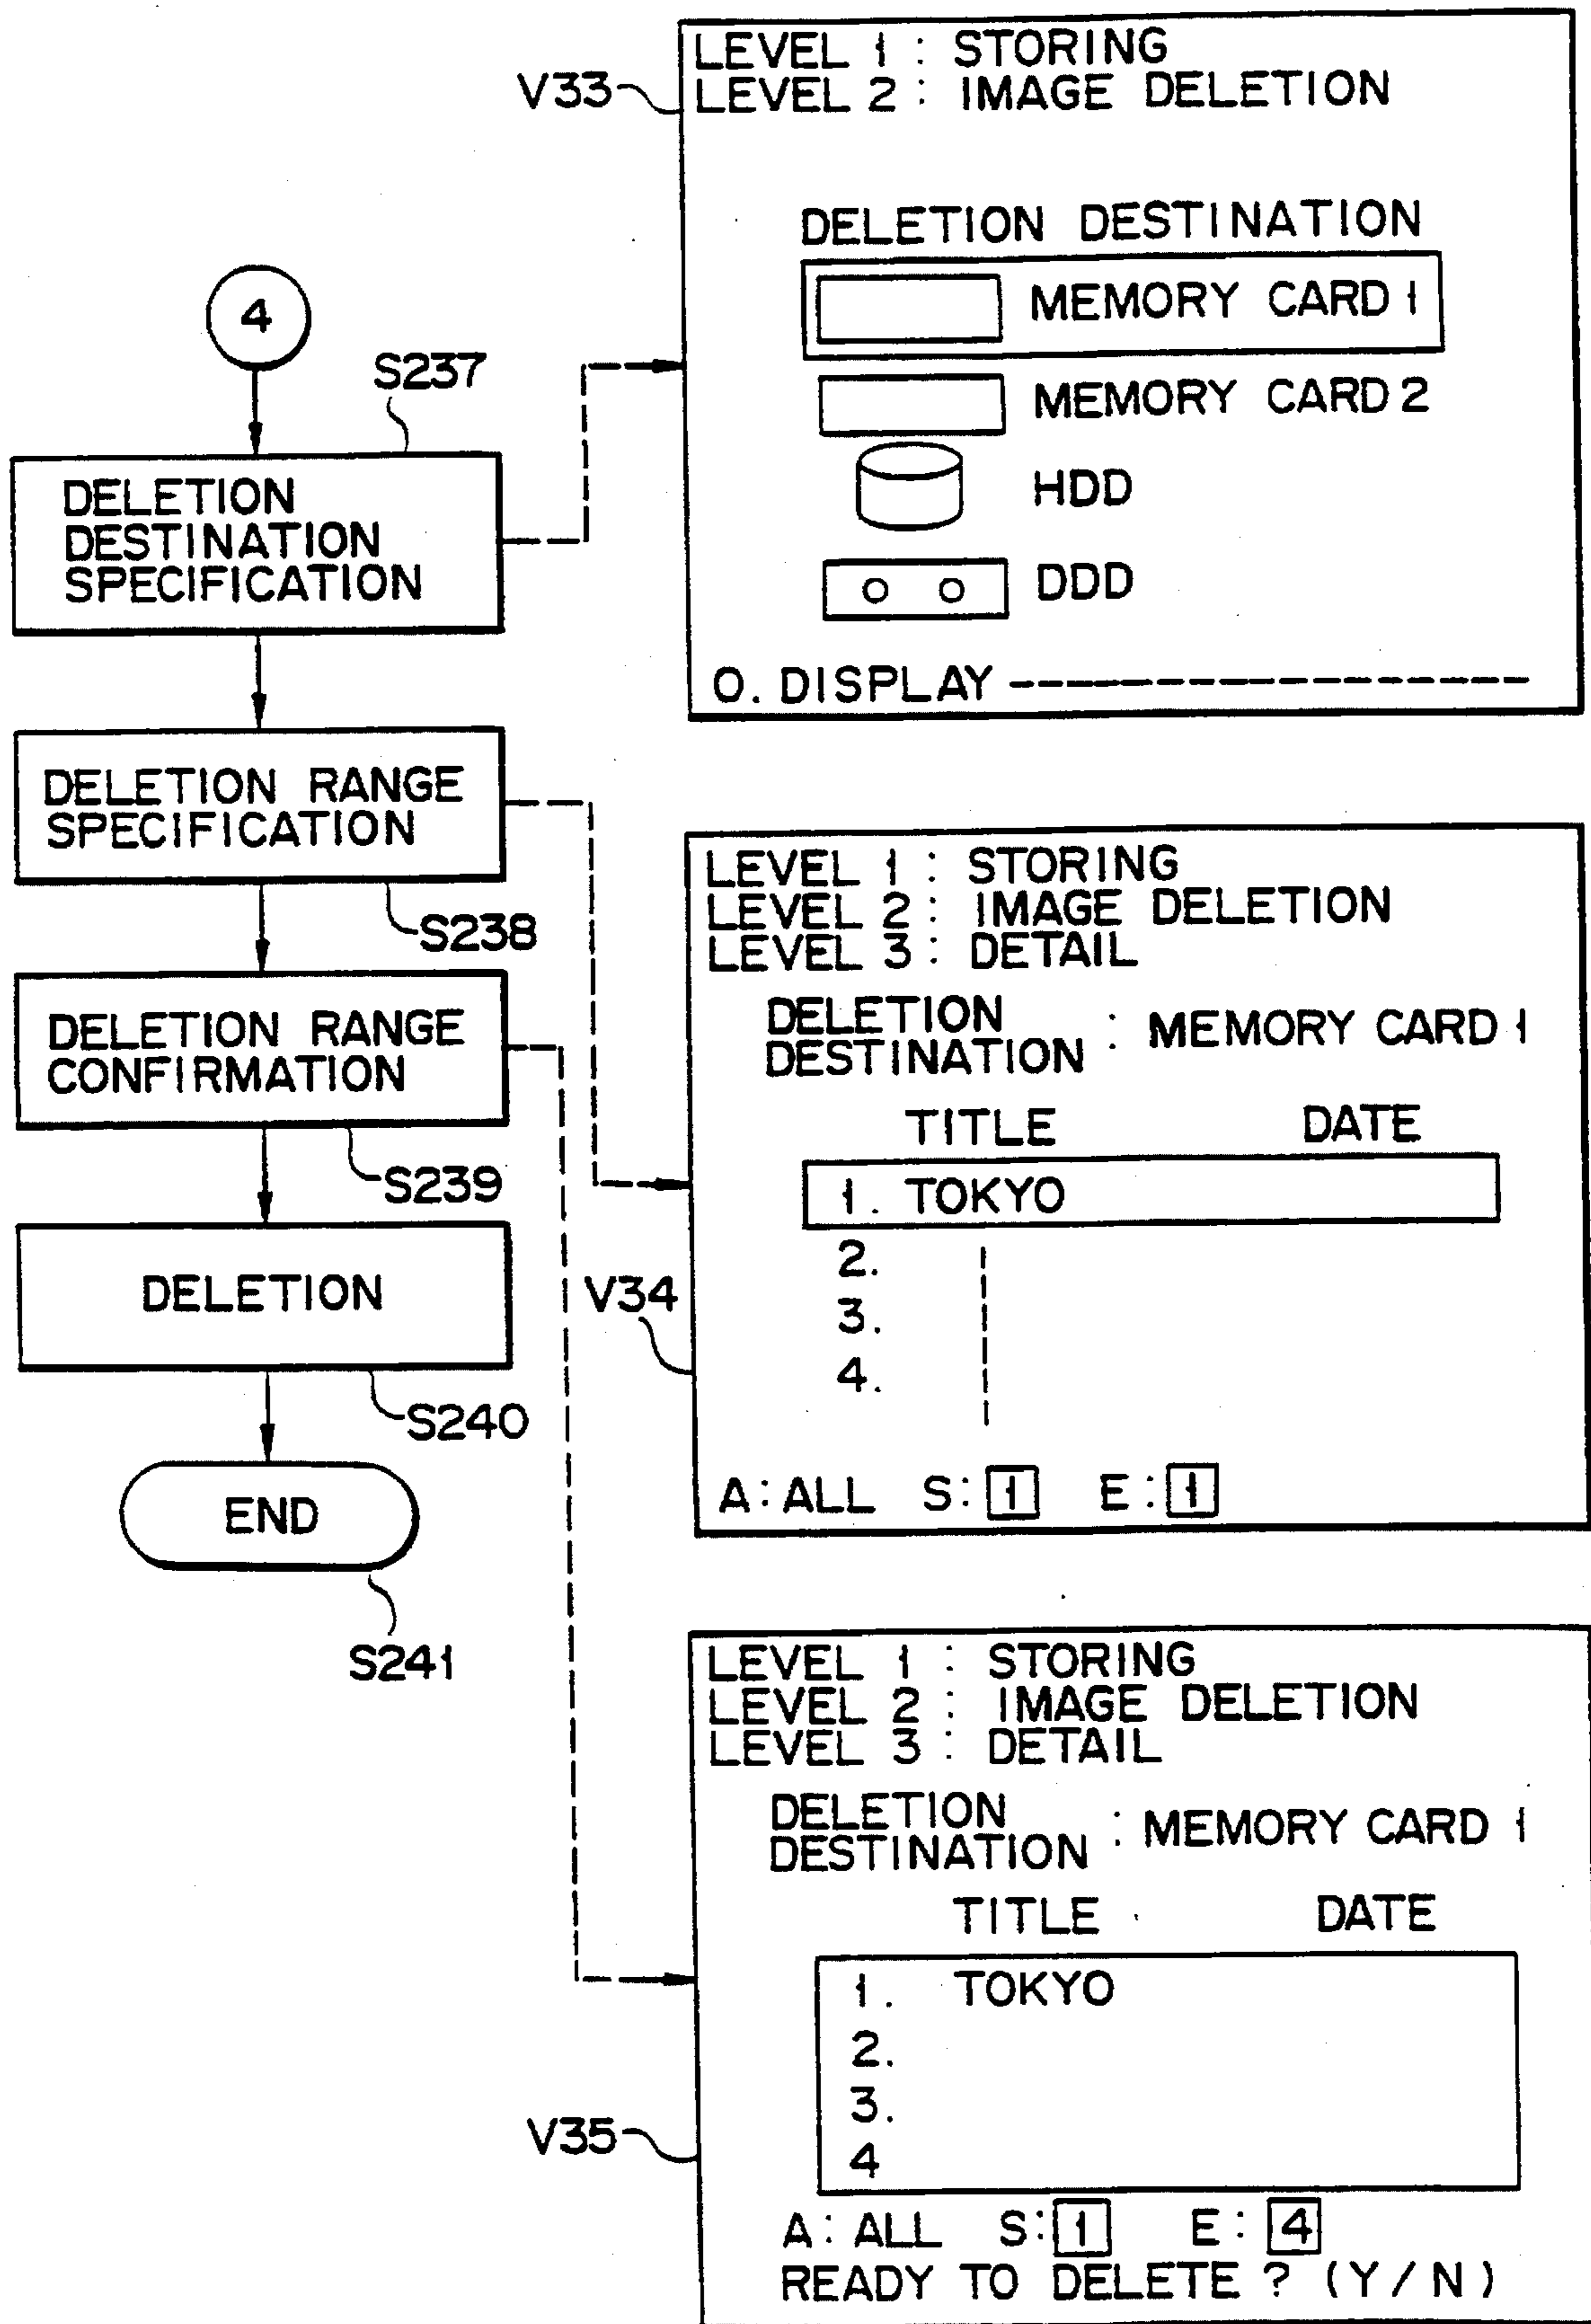 4
S237
DELETION
DESTINATION
SPECIFICATION
DELETION RANGE
SPECIFICATION
S238
DELETION RANGE
CONFIRMATION
S239
DELETION
S240
END
S241
V33
LEVEL 1 : STORING
LEVEL 2 : IMAGE DELETION
DELETION DESTINATION
MEMORY CARD 1
MEMORY CARD 2
HDD
DDD
0. DISPLAY
V34
LEVEL 1 : STORING
LEVEL 2 : IMAGE DELETION
LEVEL 3 : DETAIL
DELETION
DESTINATION : MEMORY CARD 1
TITLE DATE
1. TOKYO
2.
3.
4.
A : ALL S : 1 E : 1
V35
LEVEL 1 : STORING
LEVEL 2 : IMAGE DELETION
LEVEL 3 : DETAIL
DELETION
DESTINATION : MEMORY CARD 1
TITLE DATE
1. TOKYO
2.
3.
4
A : ALL S : 1 E : 4
READY TO DELETE ? (Y / N)